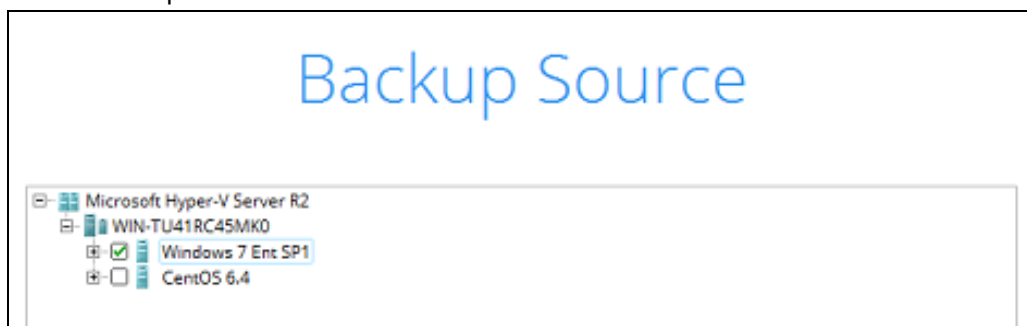 Backup Source
Microsoft Hyper-V Server R2
WIN-TU41RC45MK0
Windows 7 Ent SP1
CentOS 6.4